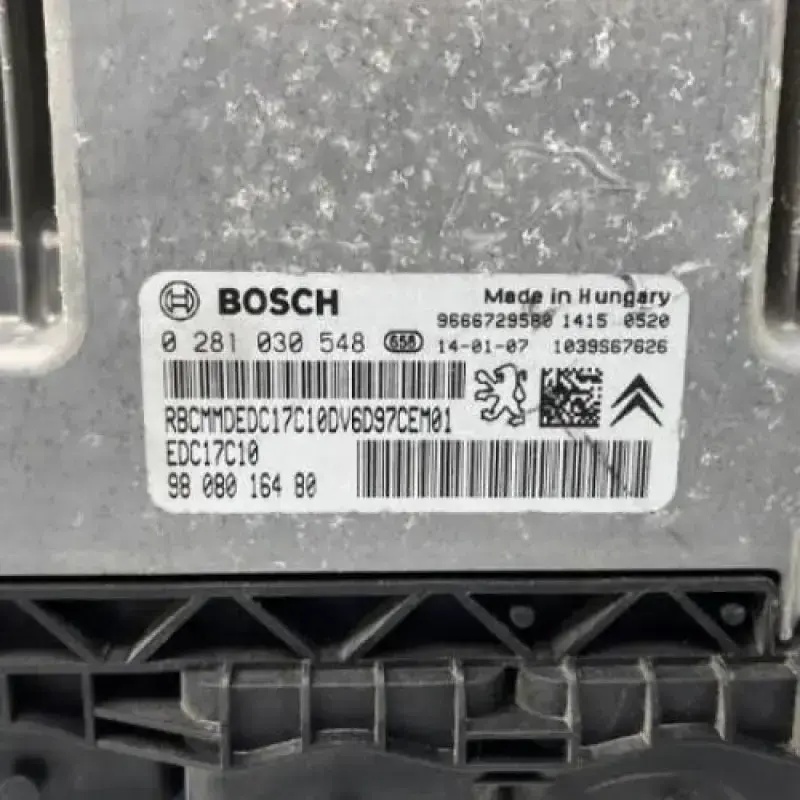 BOSCH
Made in Hungary
9666729580 1415 0520
0 281 030 548 656 14-01-07 1039S67626
RBCMMDEDC17C10DV6D97CEM01
EDC17C10
98 080 164 80